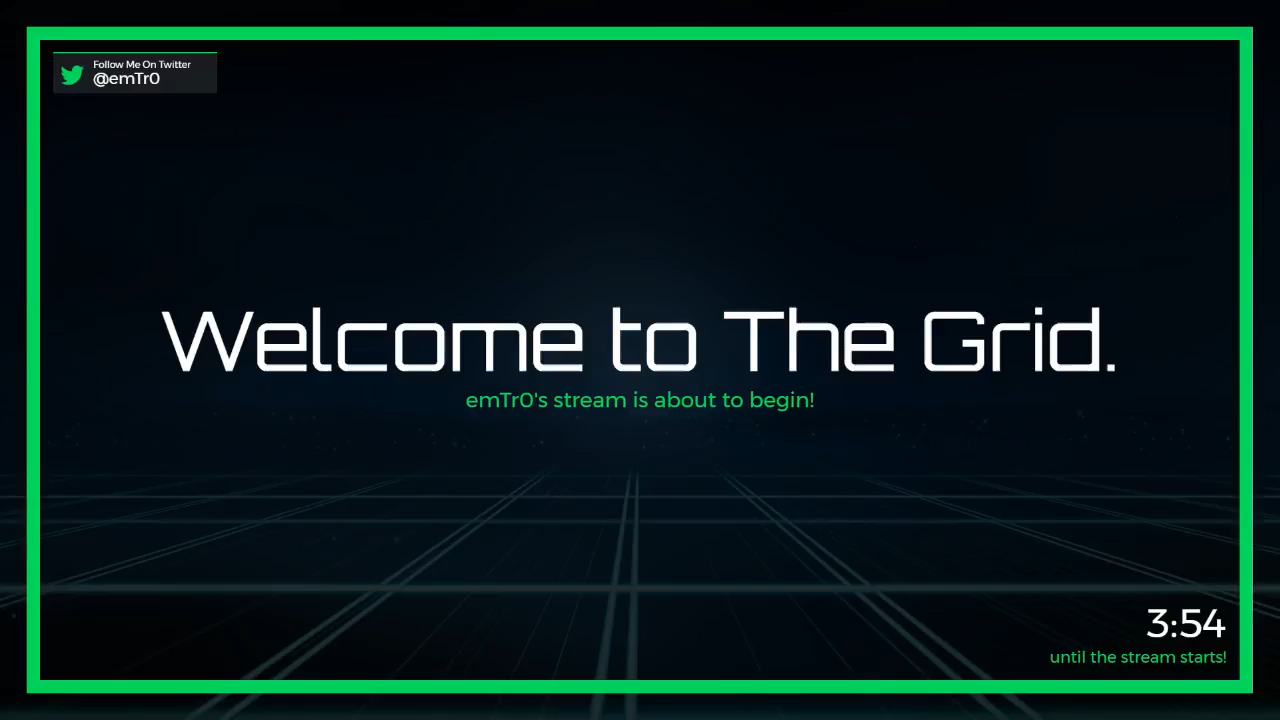 Follow Me On Twitter
@emTr0
Welcome to The Grid.
emTr0's stream is about to begin!
3:54
until the stream starts!